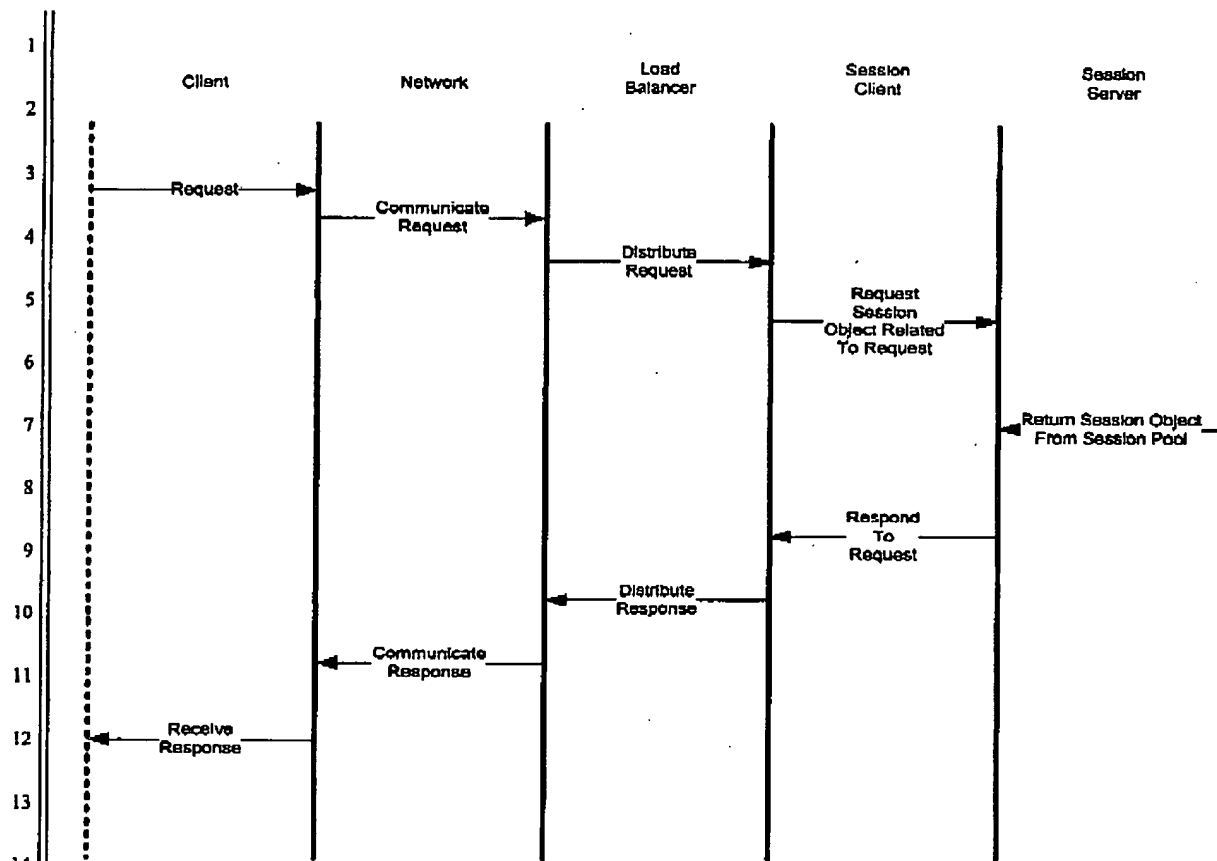 1
Client
Network
Load
Balancer
Session
Client
Session
Server
2
3
Request
Communicate
Request
4
Distribute
Request
5
Request
Session
Object Related
To Request
6
7
Return Session Object
From Session Pool
8
Respond
To
Request
9
Distribute
Response
10
Communicate
Response
11
Receive
Response
12
13